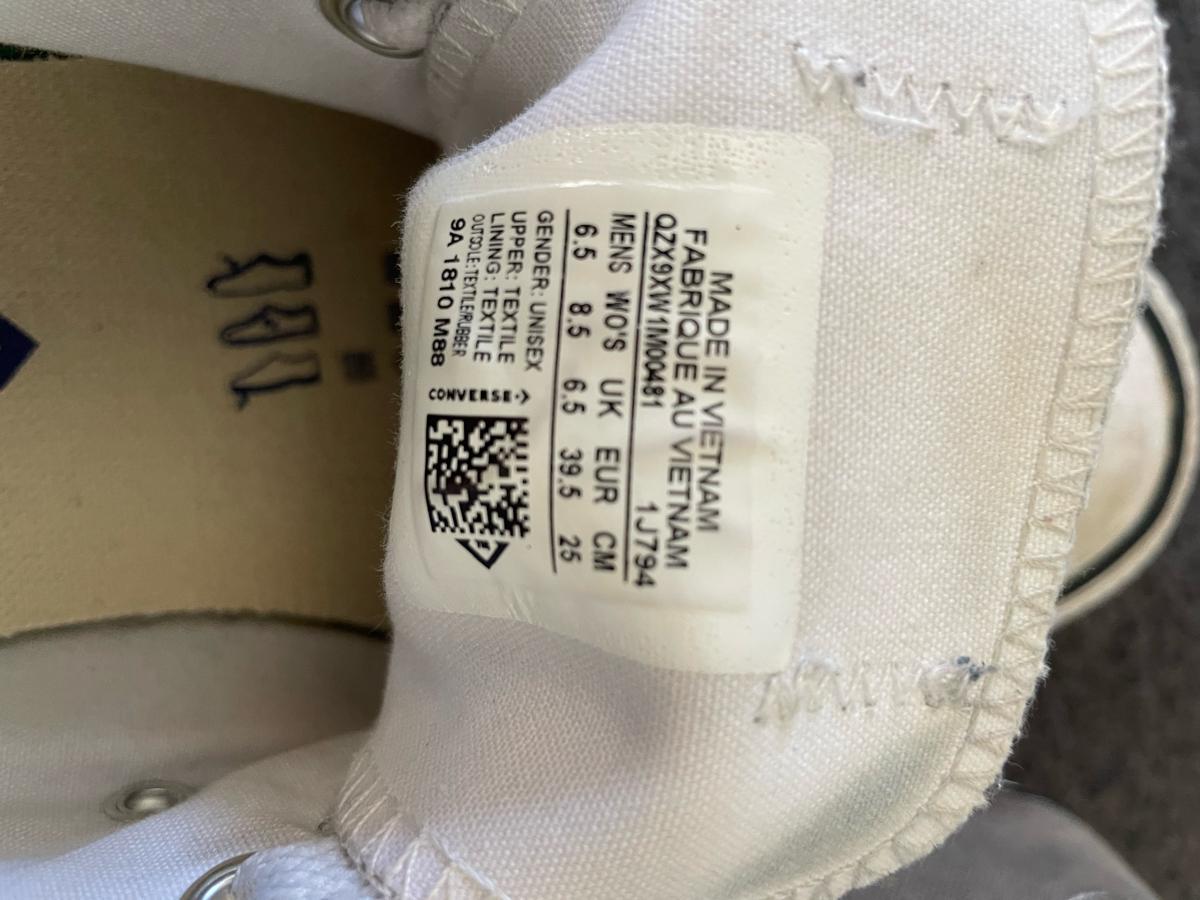 MADE IN VIETNAM
FABRIQUE AU VIETNAM
QZX9XW1M00481 1J794
MENS WO'S UK EUR CM
6.5 8.5 6.5 39.5 25
GENDER: UNISEX
UPPER: TEXTILE
LINING: TEXTILE
OUTSOLE:TEXTILE/RUBBER
9A 1810 M88
CONVERSE